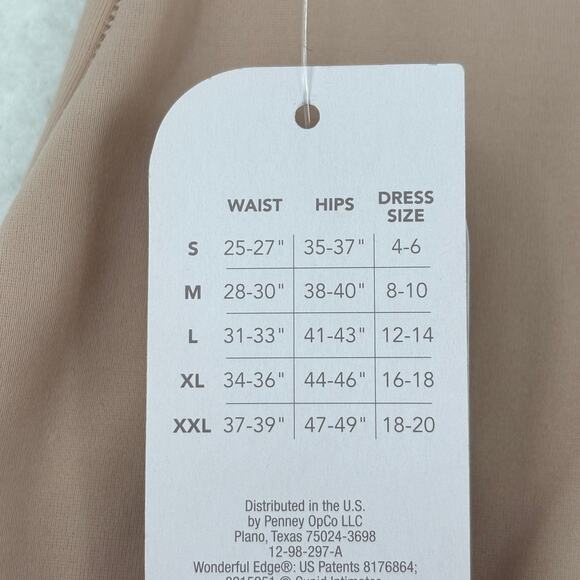 WAIST HIPS DRESS SIZE
S 25-27" 35-37" 4-6
M 28-30" 38-40" 8-10
L 31-33" 41-43" 12-14
XL 34-36" 44-46" 16-18
XXL 37-39" 47-49" 18-20
Distributed in the U.S.
by Penney OpCo LLC
Plano, Texas 75024-3698
12-98-297-A
Wonderful Edge®: US Patents 8176864;
® Cupid Intimates